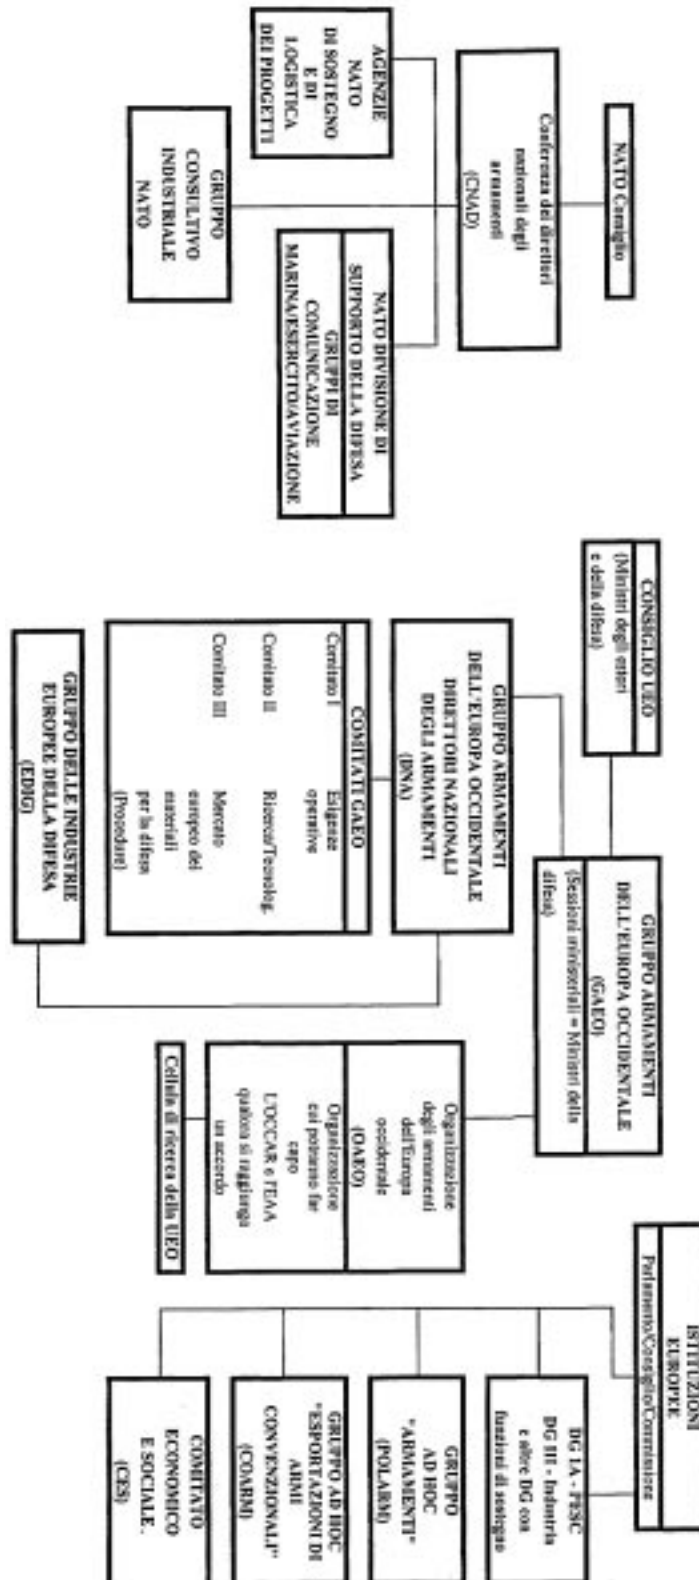 NATO Consiglio
Conferenza dei direttori
nazionali degli
armamenti
(CNAD)
AGENZIE
NATO
DI SOSTEGNO
E DI
LOGISTICA
DEI PROGETTI
NATO DIVISIONE DI
SUPPORTO DELLA DIFESA
GRUPPI DI
COMUNICAZIONE
MARINA/ESERCITO/AVIAZIONE
GRUPPO
CONSULTIVO
INDUSTRIALE
NATO
CONSIGLIO UEO
(Ministri degli esteri
e della difesa)
GRUPPO ARMAMENTI
DELL'EUROPA OCCIDENTALE
(GAEO)
(Sessioni ministeriali = Ministri della
difesa)
GRUPPO ARMAMENTI
DELL'EUROPA OCCIDENTALE
DIRETTORI NAZIONALI
DEGLI ARMAMENTI
(DNA)
COMITATI GAEO
Comitato I Esigenze
operative
Comitato II Ricerca/Tecnolog.
Comitato III Mercato
europeo dei
materiali
per la difesa
(Procedure)
GRUPPO DELLE INDUSTRIE
EUROPEE DELLA DIFESA
(EDIG)
Organizzazione
degli armamenti
dell'Europa
occidentale
(OAEO)
Organizzazione
cui potranno far
capo
L'OCCAR e l'EAA
qualora si raggiunga
un accordo
Cellula di ricerca della UEO
ISTITUZIONI
EUROPEE
Parlamento/Consiglio/Commissione
DG IA - PESC
DG III - Industria
e altre DG con
funzioni di sostegno
GRUPPO
AD HOC
"ARMAMENTI"
(POLARM)
GRUPPO AD HOC
"ESPORTAZIONI DI
ARMI
CONVENZIONALI"
(COARM)
COMITATO
ECONOMICO
E SOCIALE.
(CES)